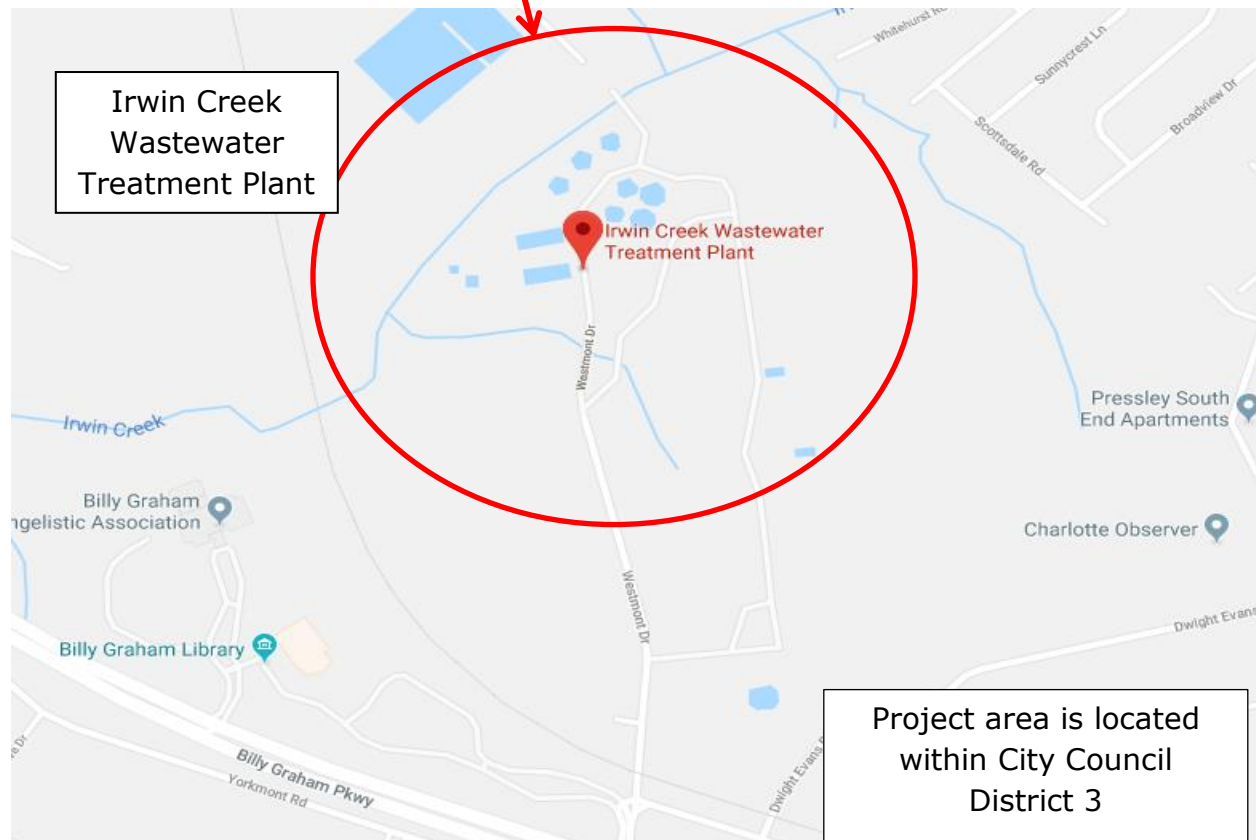 Whitehurst Rd
Sunnycrest Ln
Broadview Dr
Scottsdale Rd
Irwin Creek
Wastewater
Treatment Plant
Irwin Creek Wastewater
Treatment Plant
Westmont Dr
Pressley South
End Apartments
Irwin Creek
Billy Graham
ngelistic Association
Charlotte Observer
Westmont Dr
Dwight Evans
Billy Graham Library
Project area is located
within City Council
District 3
Dwight Evans
Billy Graham Pkwy
Yorkmont Rd